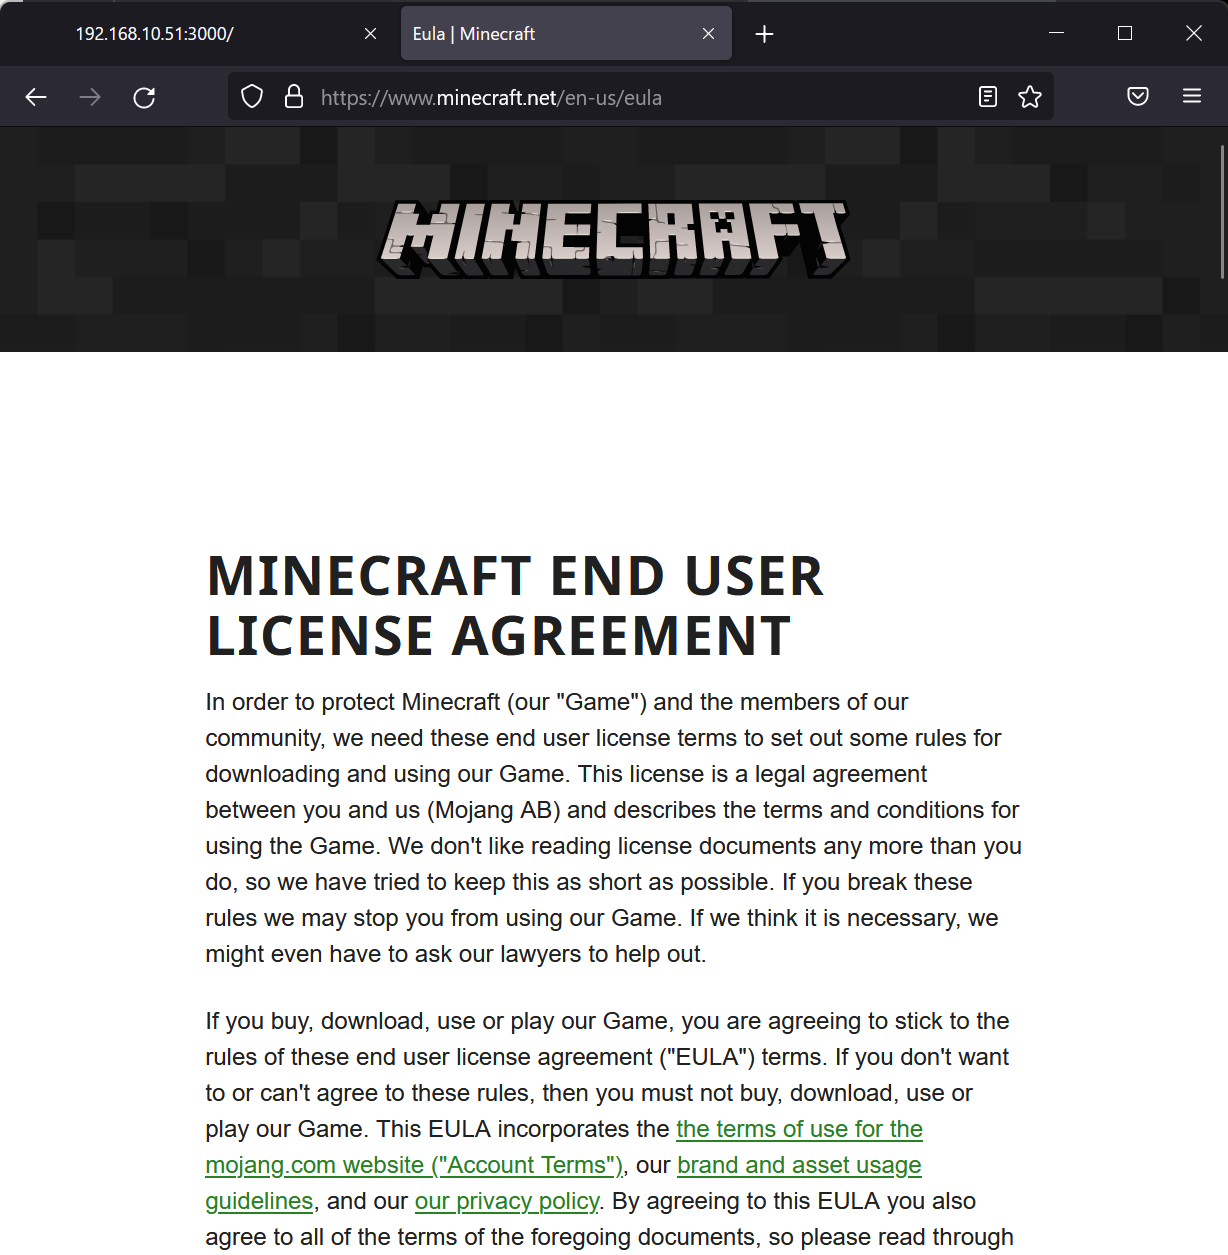 192.168.10.51:3000/
Eula | Minecraft
https://www.minecraft.net/en-us/eula
MINECRAFT
MINECRAFT END USER
LICENSE AGREEMENT
In order to protect Minecraft (our "Game") and the members of our
community, we need these end user license terms to set out some rules for
downloading and using our Game. This license is a legal agreement
between you and us (Mojang AB) and describes the terms and conditions for
using the Game. We don't like reading license documents any more than you
do, so we have tried to keep this as short as possible. If you break these
rules we may stop you from using our Game. If we think it is necessary, we
might even have to ask our lawyers to help out.
If you buy, download, use or play our Game, you are agreeing to stick to the
rules of these end user license agreement ("EULA") terms. If you don't want
to or can't agree to these rules, then you must not buy, download, use or
play our Game. This EULA incorporates the the terms of use for the
mojang.com website ("Account Terms"), our brand and asset usage
guidelines, and our our privacy policy. By agreeing to this EULA you also
agree to all of the terms of the foregoing documents, so please read through